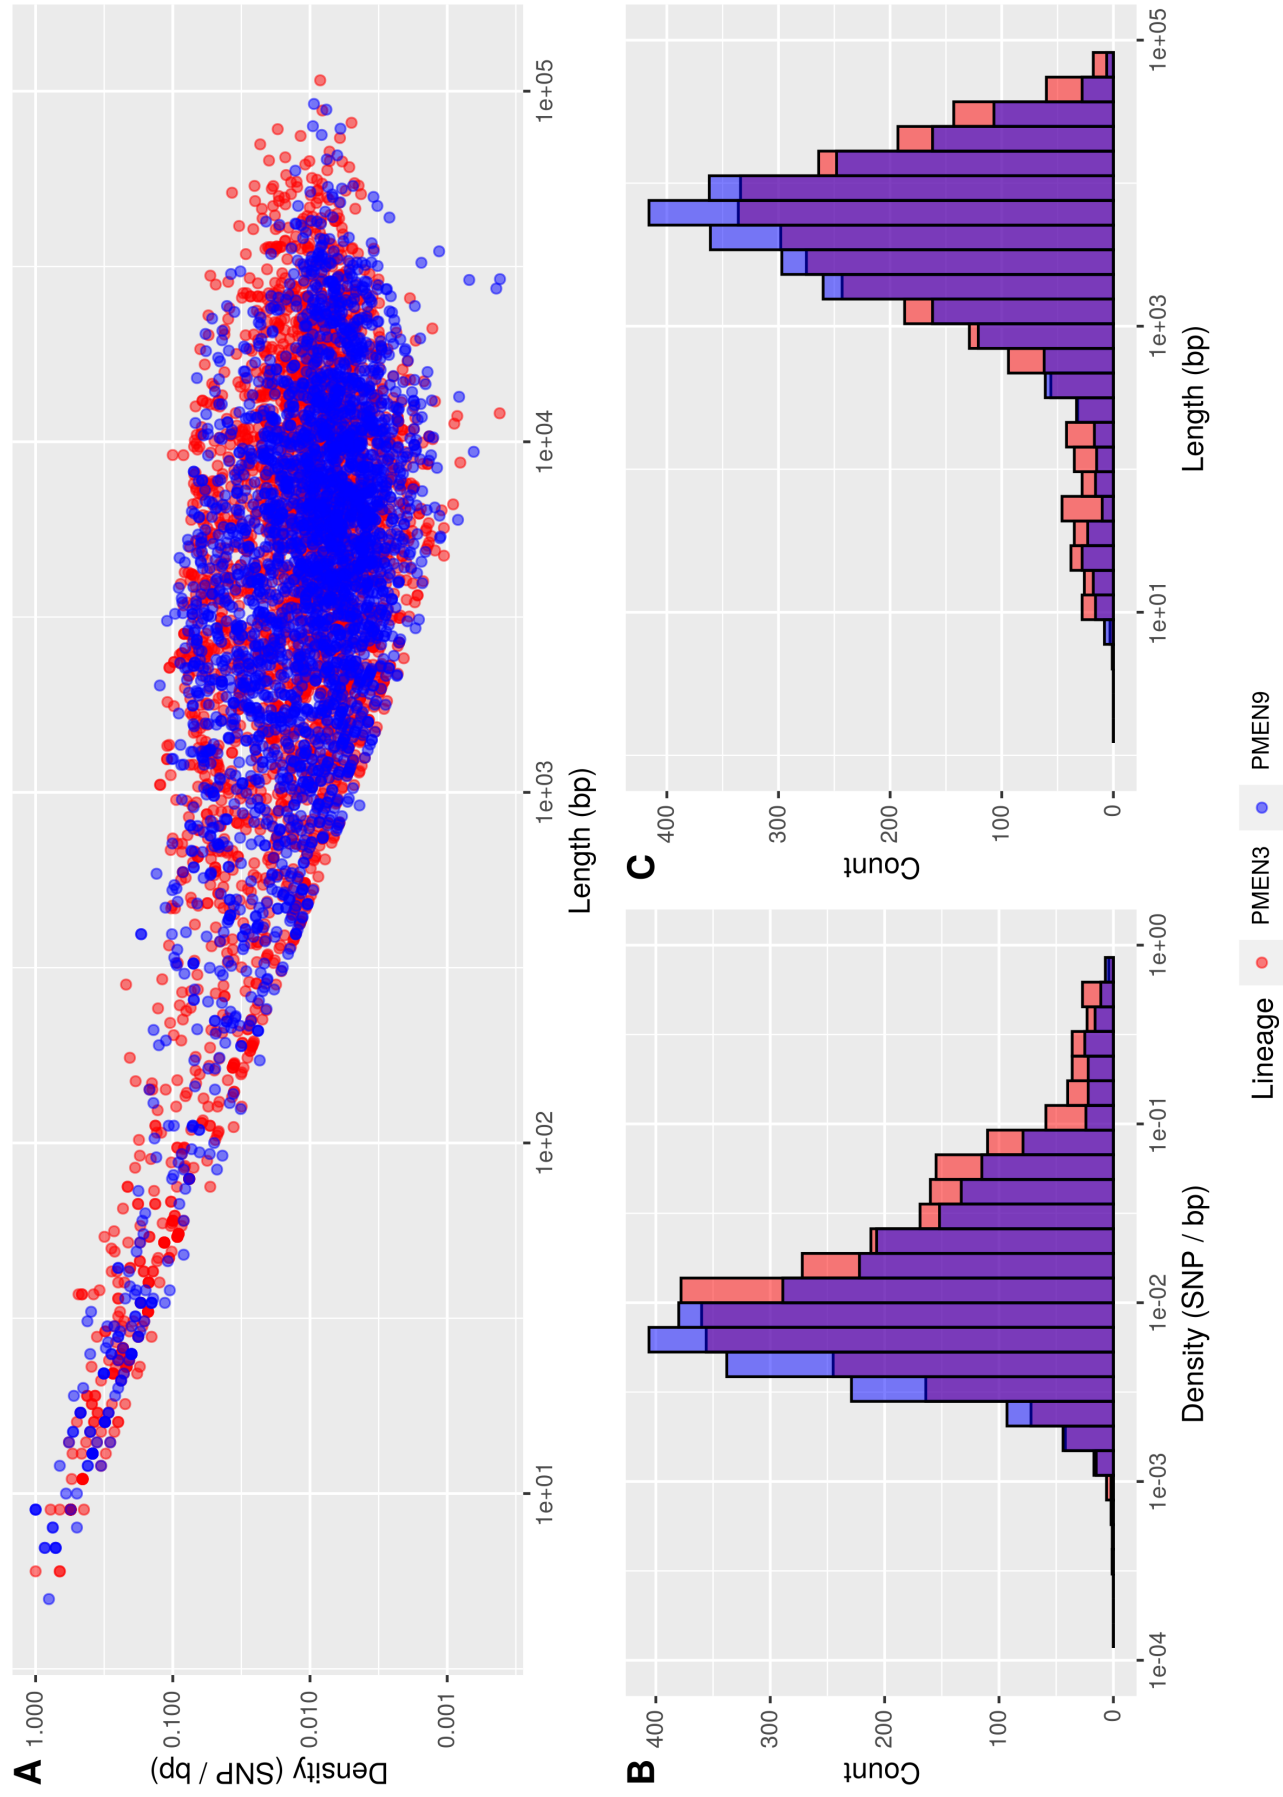 A
Density (SNP / bp)
1.000
0.100
0.010
0.001
1e+01
1e+02
1e+03
1e+04
1e+05
Length (bp)
B
Count
400
300
200
100
0
1e-04
1e-03
1e-02
1e-01
1e+00
Density (SNP / bp)
C
Count
400
300
200
100
0
1e+01
1e+03
1e+05
Length (bp)
Lineage PMEN3 PMEN9